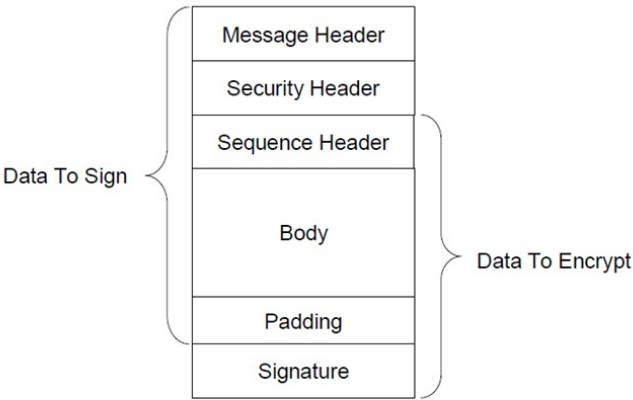 Message Header
Security Header
Sequence Header
Data To Sign
Body
Data To Encrypt
Padding
Signature